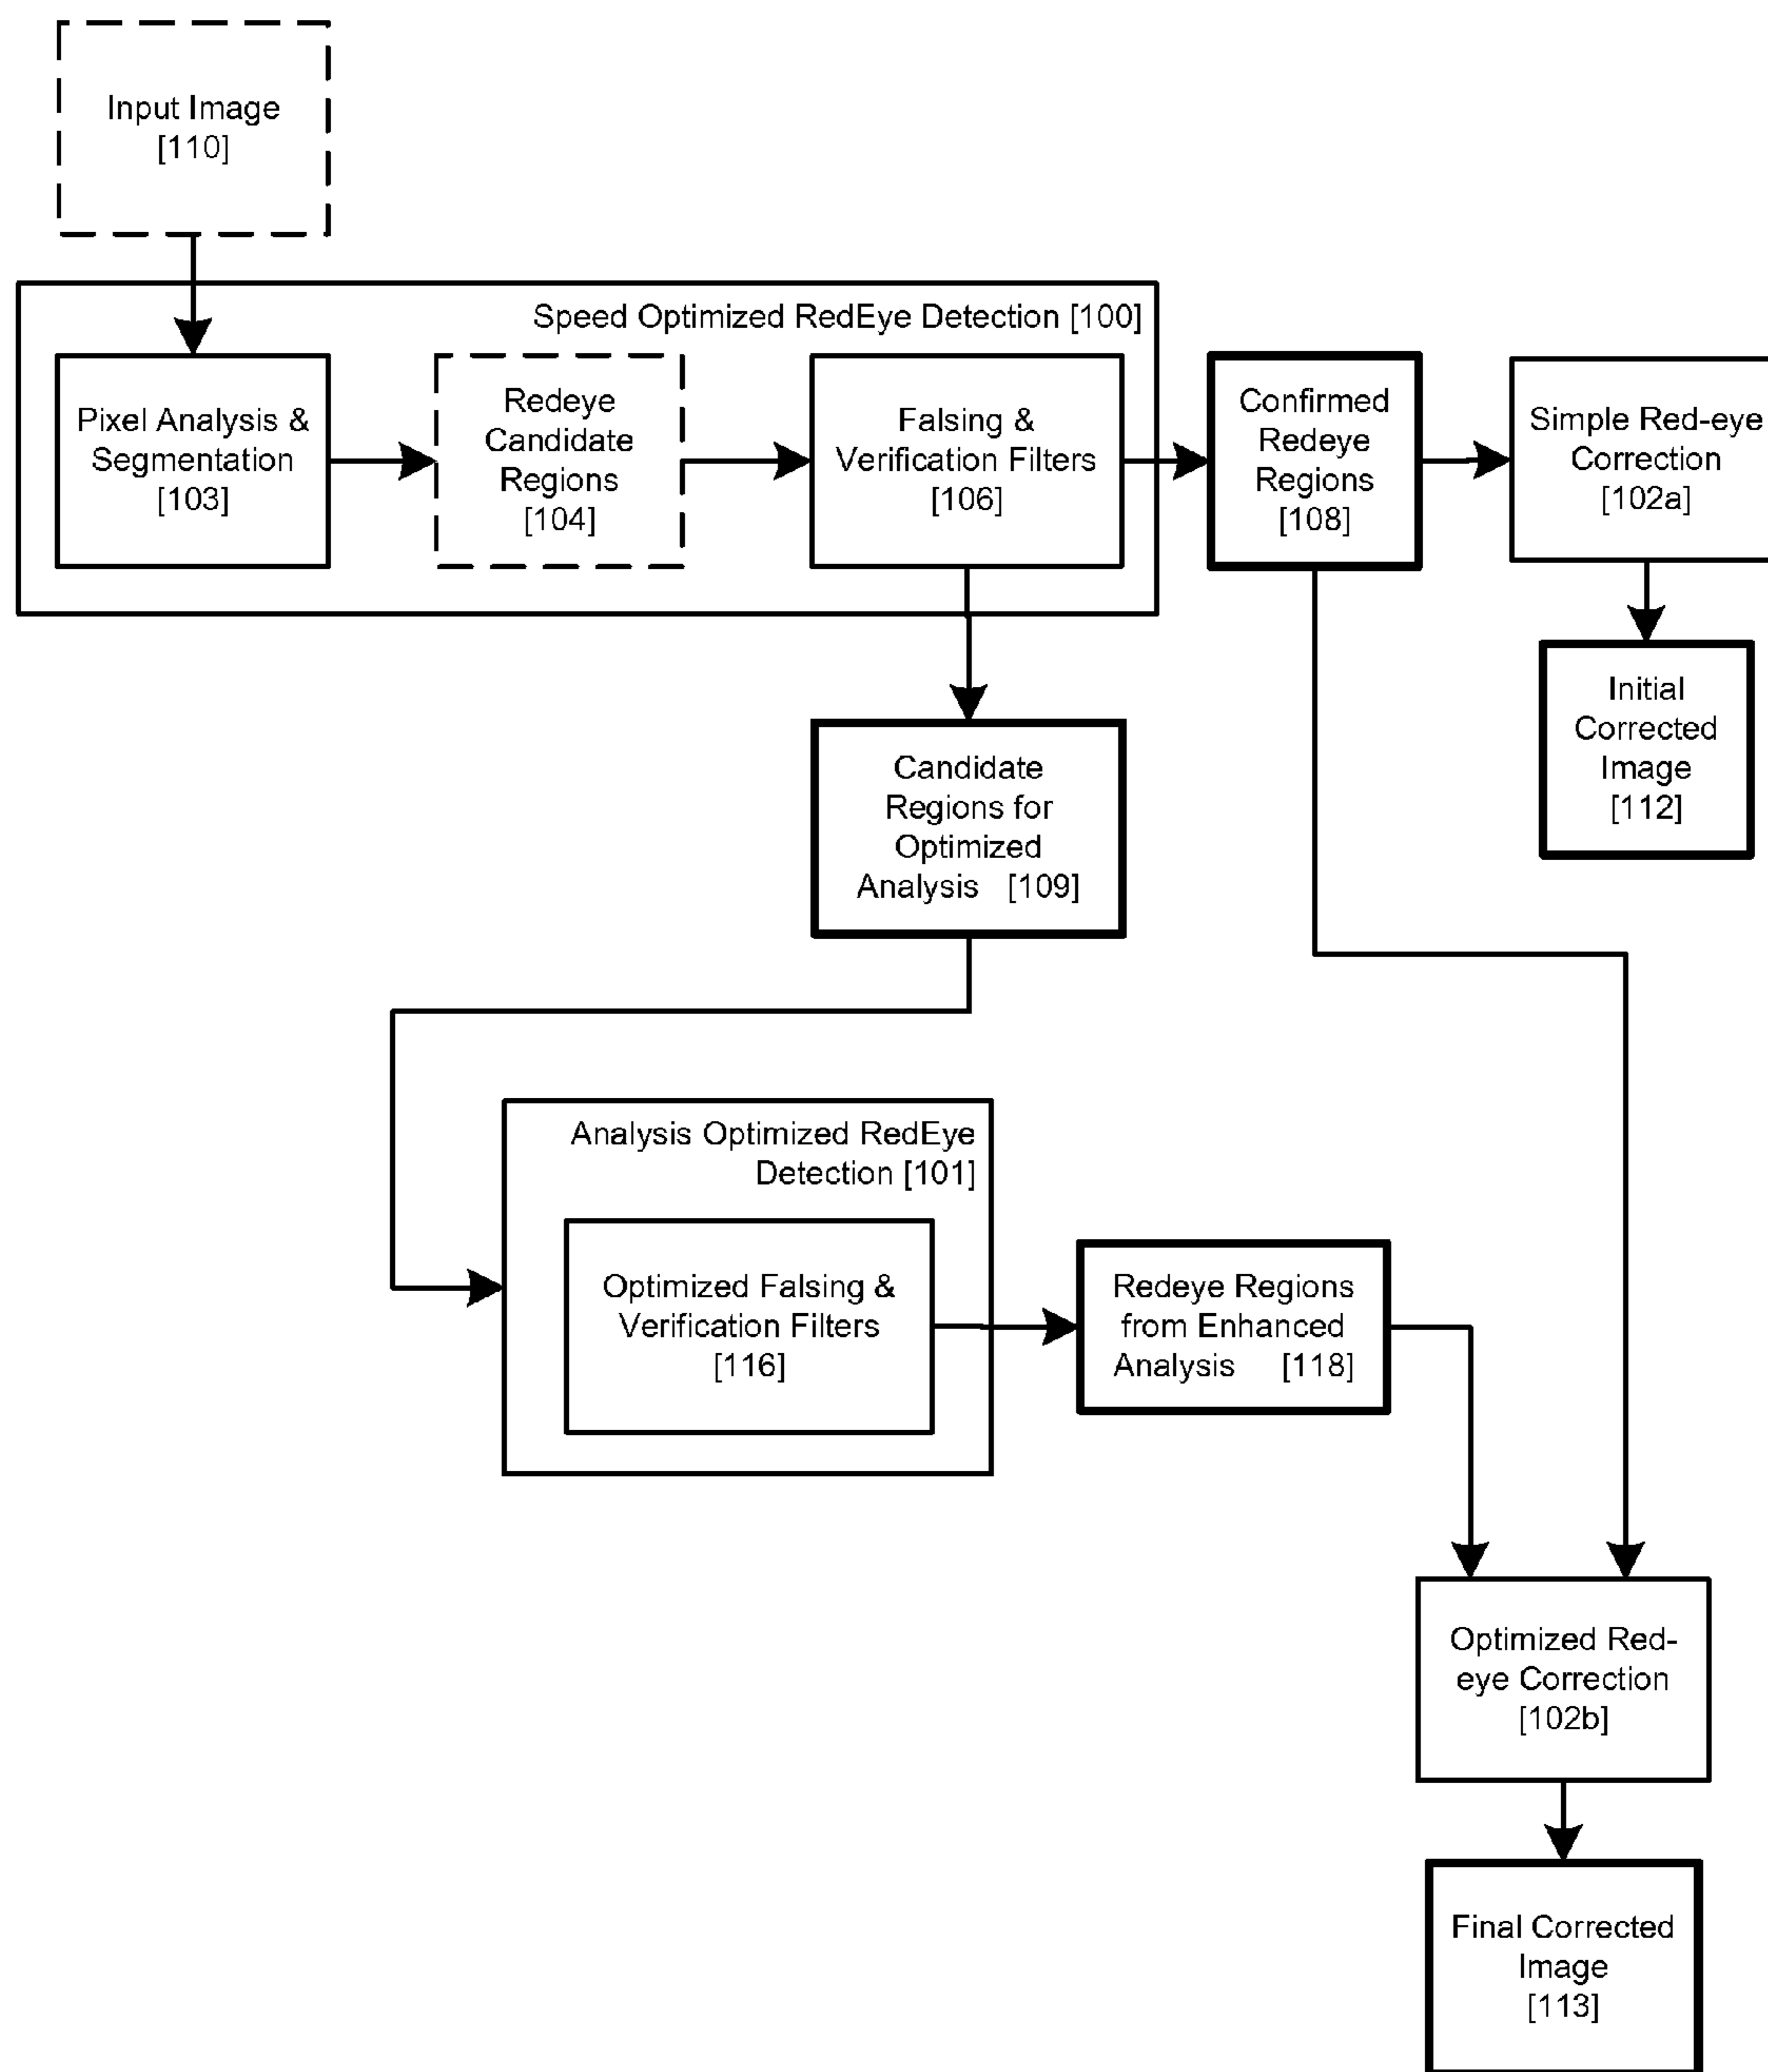 Input Image
[110]
Speed Optimized RedEye Detection [100]
Pixel Analysis &
Segmentation
[103]
Redeye
Candidate
Regions
[104]
Falsing &
Verification Filters
[106]
Confirmed
Redeye
Regions
[108]
Simple Red-eye
Correction
[102a]
Initial
Corrected
Image
[112]
Candidate
Regions for
Optimized
Analysis [109]
Analysis Optimized RedEye
Detection [101]
Optimized Falsing &
Verification Filters
[116]
Redeye Regions
from Enhanced
Analysis [118]
Optimized Red-
eye Correction
[102b]
Final Corrected
Image
[113]